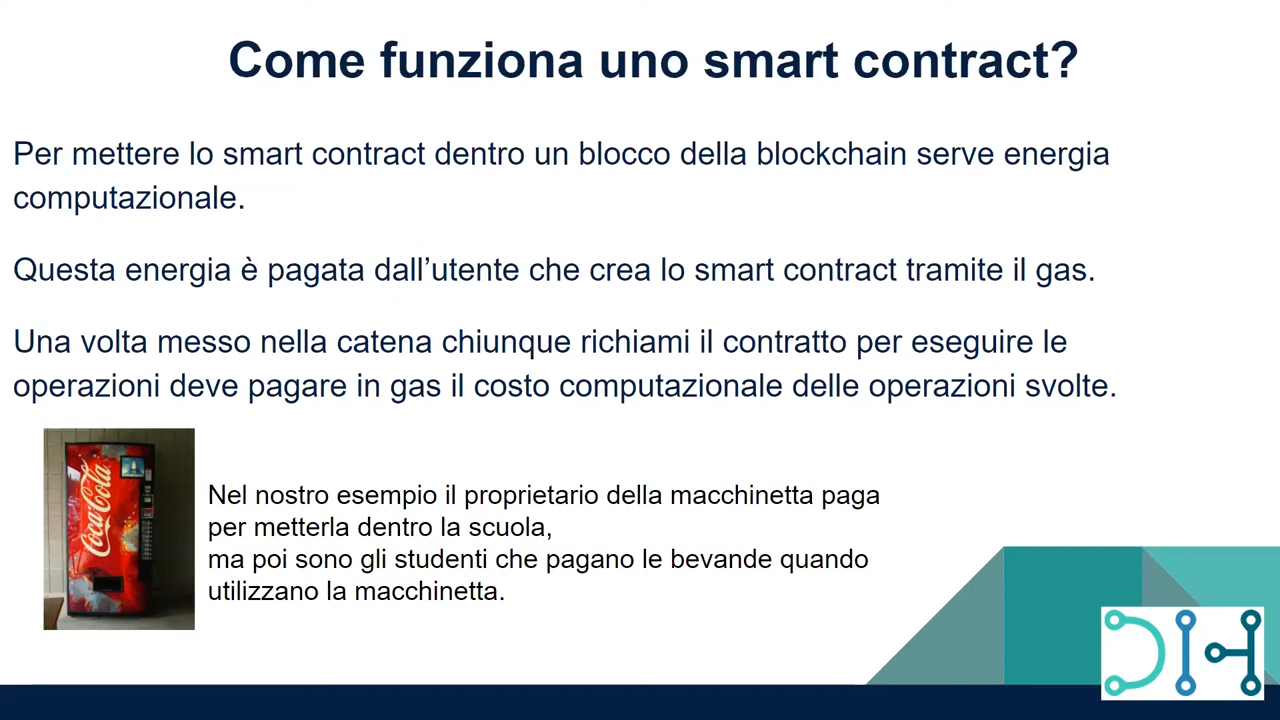 Come funziona uno smart contract?
Per mettere lo smart contract dentro un blocco della blockchain serve energia
computazionale.
Questa energia è pagata dall’utente che crea lo smart contract tramite il gas.
Una volta messo nella catena chiunque richiami il contratto per eseguire le
operazioni deve pagare in gas il costo computazionale delle operazioni svolte.
Coca-Cola
Nel nostro esempio il proprietario della macchinetta paga
per metterla dentro la scuola,
ma poi sono gli studenti che pagano le bevande quando
utilizzano la macchinetta.
DIH